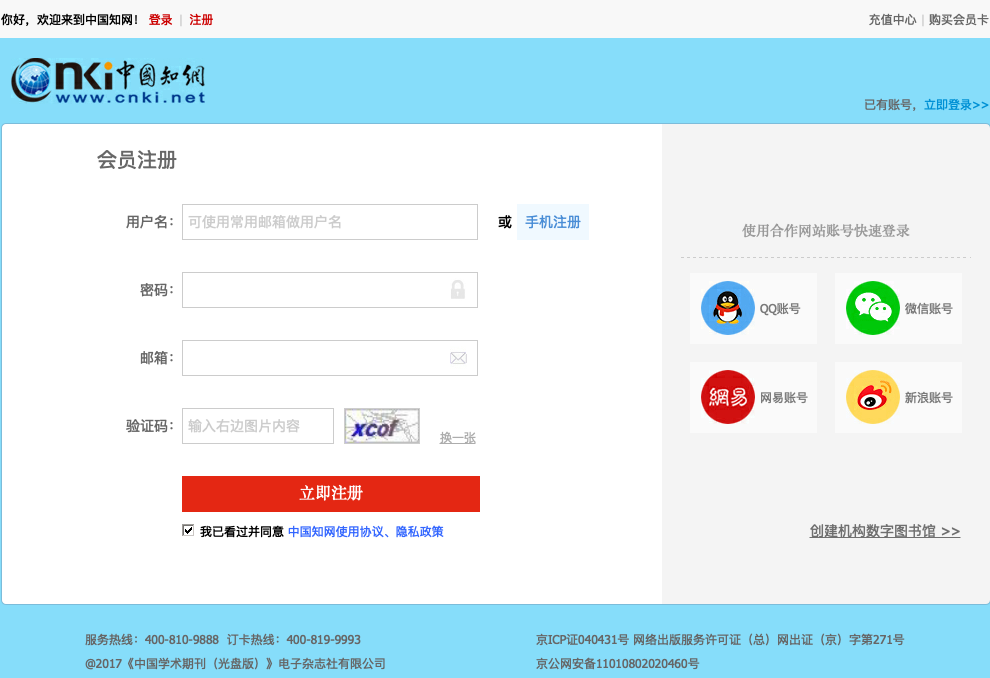 你好，欢迎来到中国知网！ 登录 | 注册
充值中心 | 购买会员卡
cnki中國知網
www.cnki.net
已有账号，立即登录>>
会员注册
用户名： 可使用常用邮箱做用户名 或 手机注册
密码：
邮箱：
验证码： 输入右边图片内容 xcof 换一张
立即注册
我已看过并同意 中国知网使用协议、隐私政策
使用合作网站账号快速登录
QQ账号 微信账号
網易 网易账号 新浪账号
创建机构数字图书馆 >>
服务热线：400-810-9888 订卡热线：400-819-9993
@2017《中国学术期刊（光盘版）》电子杂志社有限公司
京ICP证040431号 网络出版服务许可证（总）网出证（京）字第271号
京公网安备11010802020460号